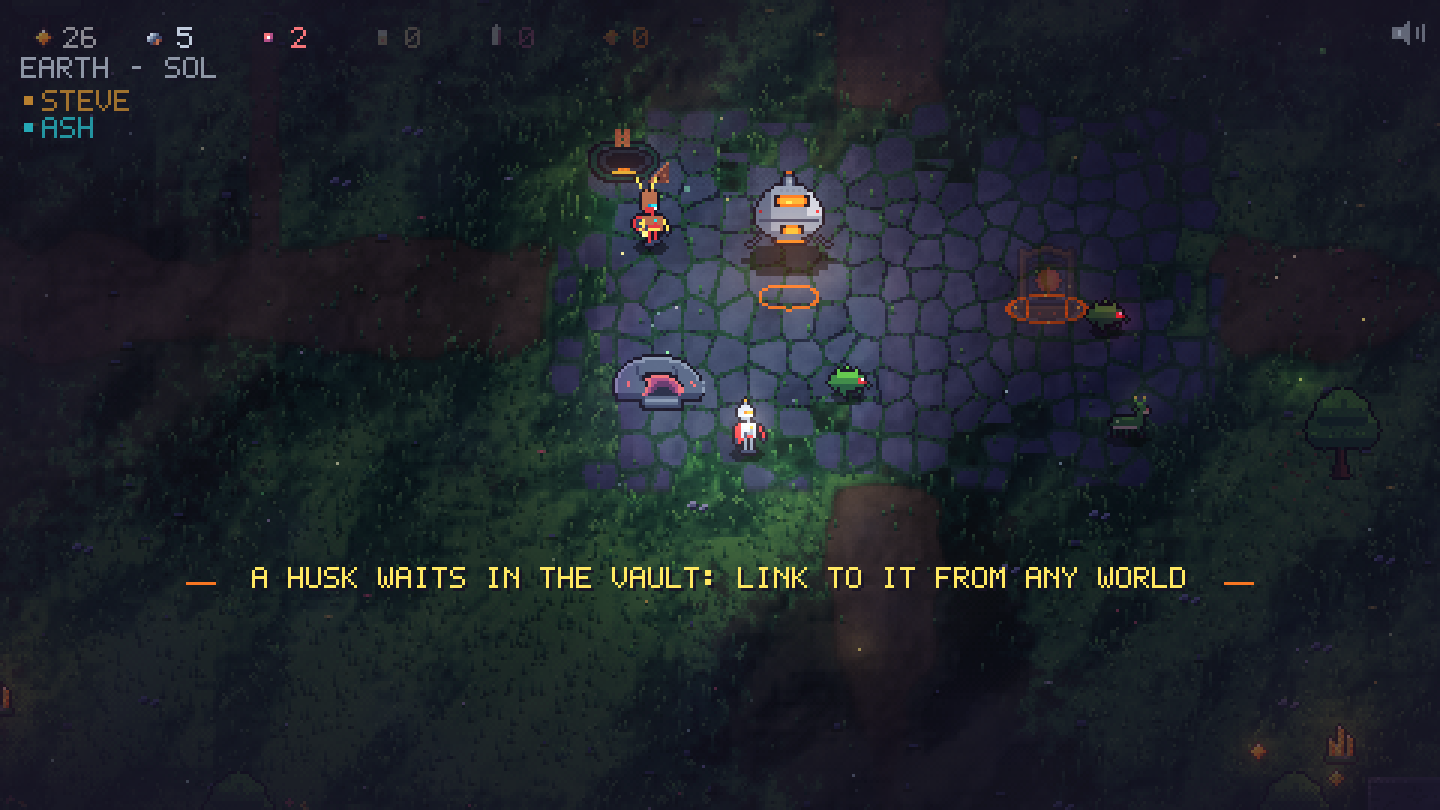 26 5 2 0 0 0
EARTH - SOL
STEVE
ASH
A HUSK WAITS IN THE VAULT: LINK TO IT FROM ANY WORLD